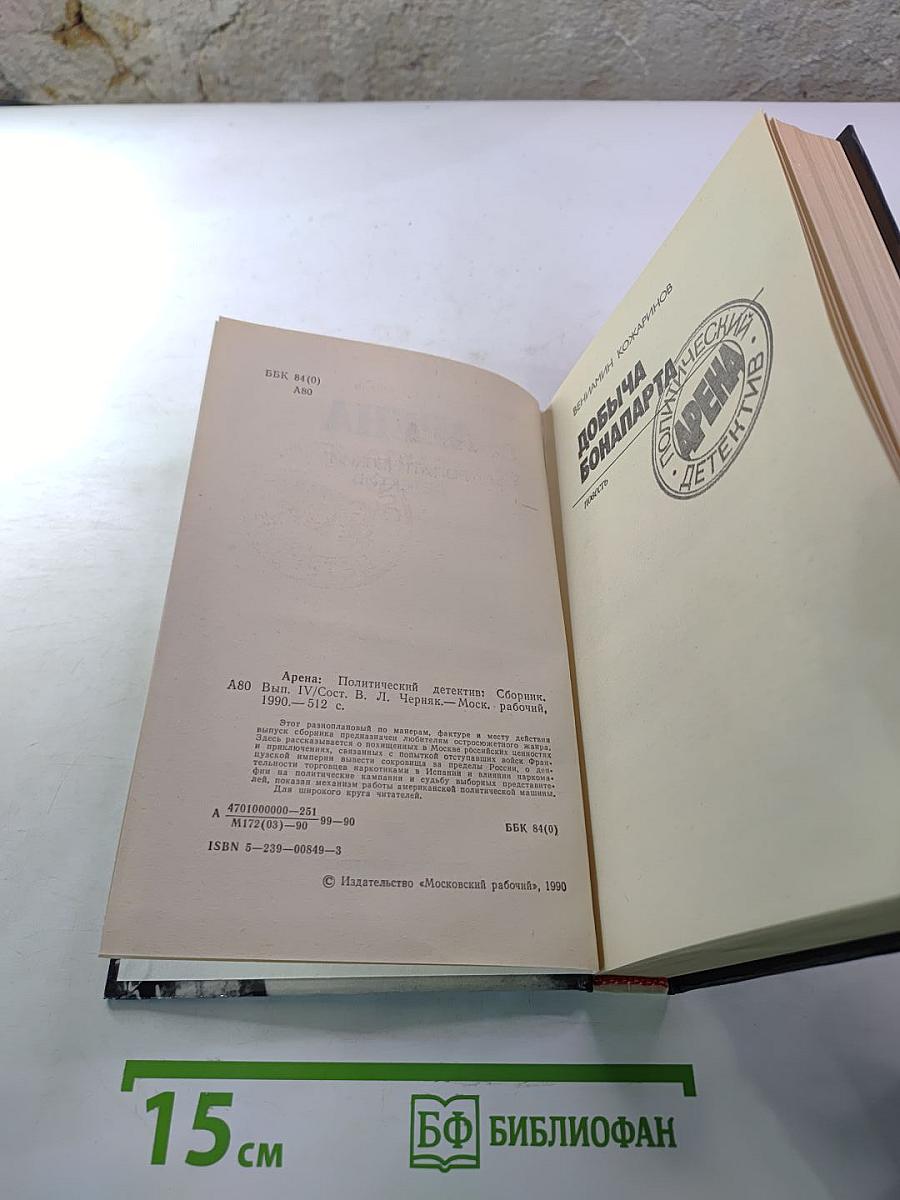 ББК 84(0)
А80
Арена: Политический детектив: Сборник.
А80 Вып. IV/Сост. В. Л. Черняк.— Моск. рабочий,
1990.— 512 с.
Этот разноплановый по манерам, фактуре и месту действия
выпуск сборника предназначен любителям остросюжетного жанра.
Здесь рассказывается о похищенных в Москве российских ценностях
и приключениях, связанных с попыткой отступавших войск Фран-
цузской империи вывести сокровища за пределы России, о дея-
тельности торговцев наркотиками в Испании и влиянии наркома-
фии на политические кампании и судьбу выборных представите-
лей, показан механизм работы американской политической машины.
Для широкого круга читателей.
А 4701000000—251
М172(03)—90 99—90
ББК 84(0)
ISBN 5—239—00849—3
© Издательство «Московский рабочий», 1990
ВЕНИАМИН КОЖАРИНОВ
ДОБЫЧА
БОНАПАРТА
повесть
ПОЛИТИЧЕСКИЙ
АРЕНА
ДЕТЕКТИВ
15 см
БФ БИБЛИОФАН